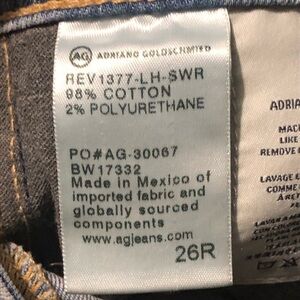 AG ADRIANO GOLDSCHMIED
REV1377-LH-SWR
98% COTTON
2% POLYURETHANE
PO#AG-30067
BW17332
Made in Mexico of
imported fabric and
globally sourced
components
www.agjeans.com
26R
ADRIA
MAC
LIKE
REMOVE
LAVAGE
COMME